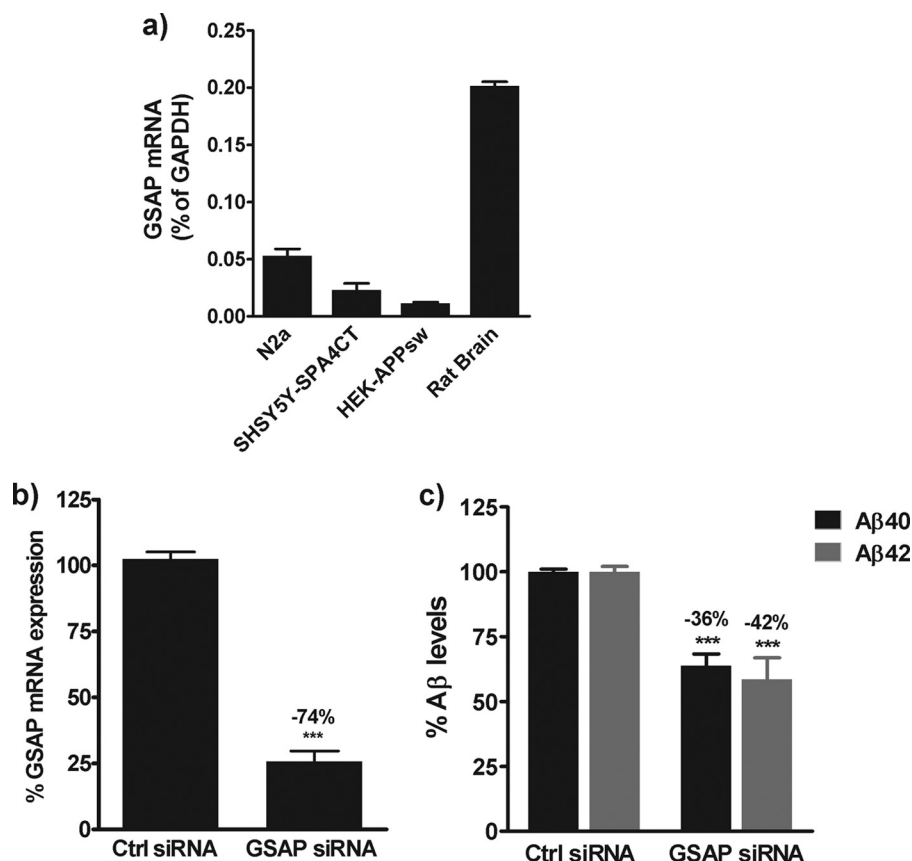 a)
GSAP mRNA
(% of GAPDH)
0.25
0.20
0.15
0.10
0.05
0.00
N2a
SHSY5Y-SPA4CT
HEK-APPsw
Rat Brain
b)
% GSAP mRNA expression
125
100
75
50
25
0
-74%
***
Ctrl siRNA
GSAP siRNA
c)
% Aβ levels
125
100
75
50
25
0
-36%
***
-42%
***
Ctrl siRNA
GSAP siRNA
Aβ40
Aβ42